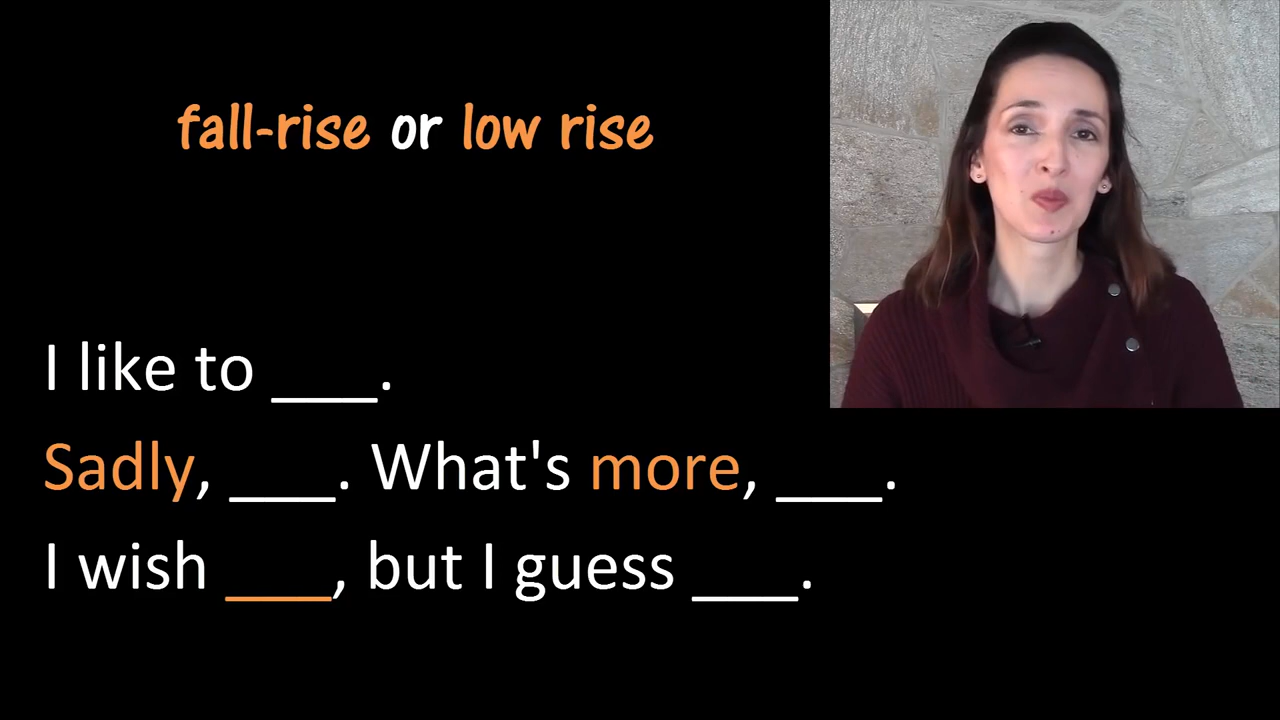 fall-rise or low rise
I like to ___.
Sadly, ___. What's more, ___.
I wish ___, but I guess ___.